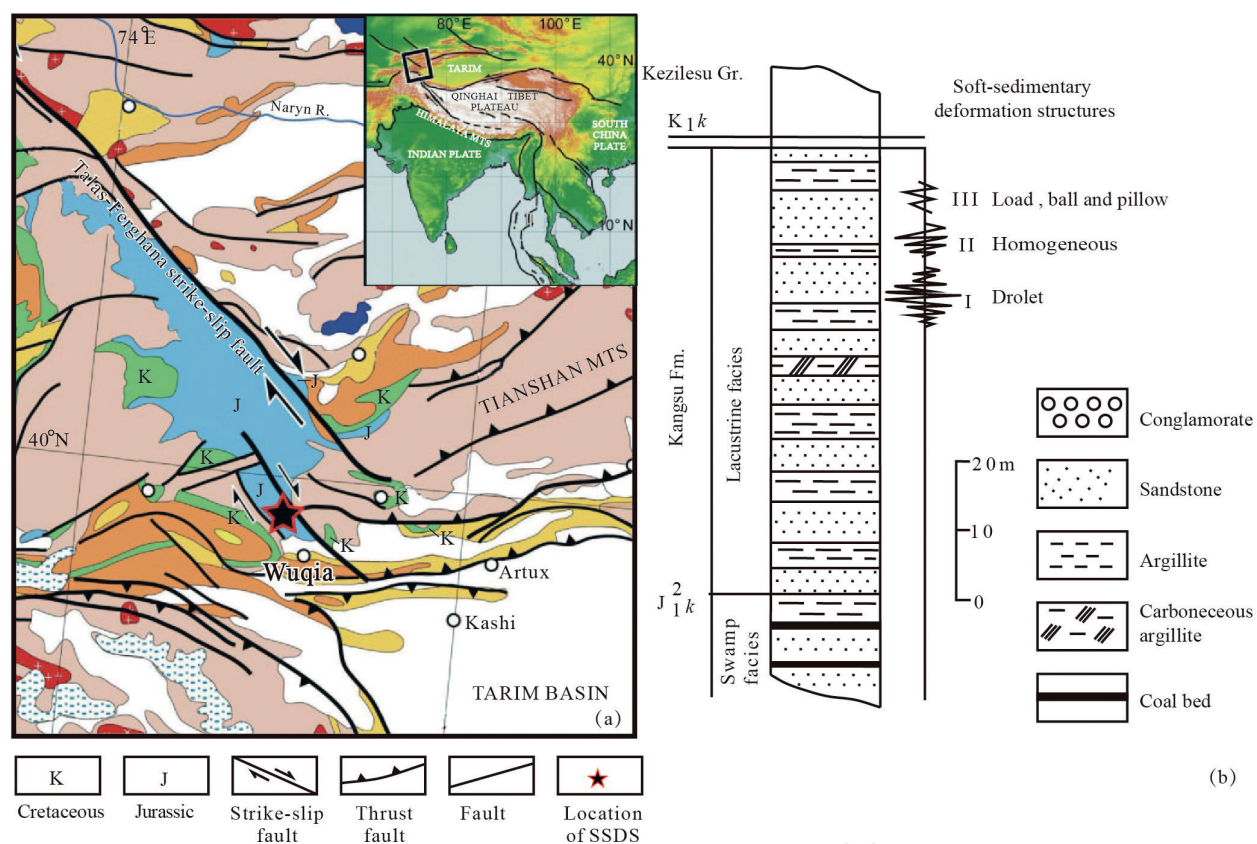 74°E
Naryn R.
Talas-Ferghana strike-slip fault
K
J
J
K
J
TIANSHAN MTS
40°N
K
J
K
K
K
K
Wuqia
Artux
Kashi
TARIM BASIN
(a)
80°E
100°E
40°N
TARIM
QINGHAI TIBET
PLATEAU
HIMALAYA MTS
SOUTH
CHINA
PLATE
INDIAN PLATE
10°N
K
Cretaceous
J
Jurassic
Strike-slip
fault
Thrust
fault
Fault
Location
of SSDS
Kezilesu Gr.
K1k
Kangsu Fm.
Lacustrine facies
J 2 1k
Swamp
facies
Soft-sedimentary
deformation structures
III Load , ball and pillow
II Homogeneous
I Drolet
20m
10
0
Conglamorate
Sandstone
Argillite
Carboneceous
argillite
Coal bed
(b)